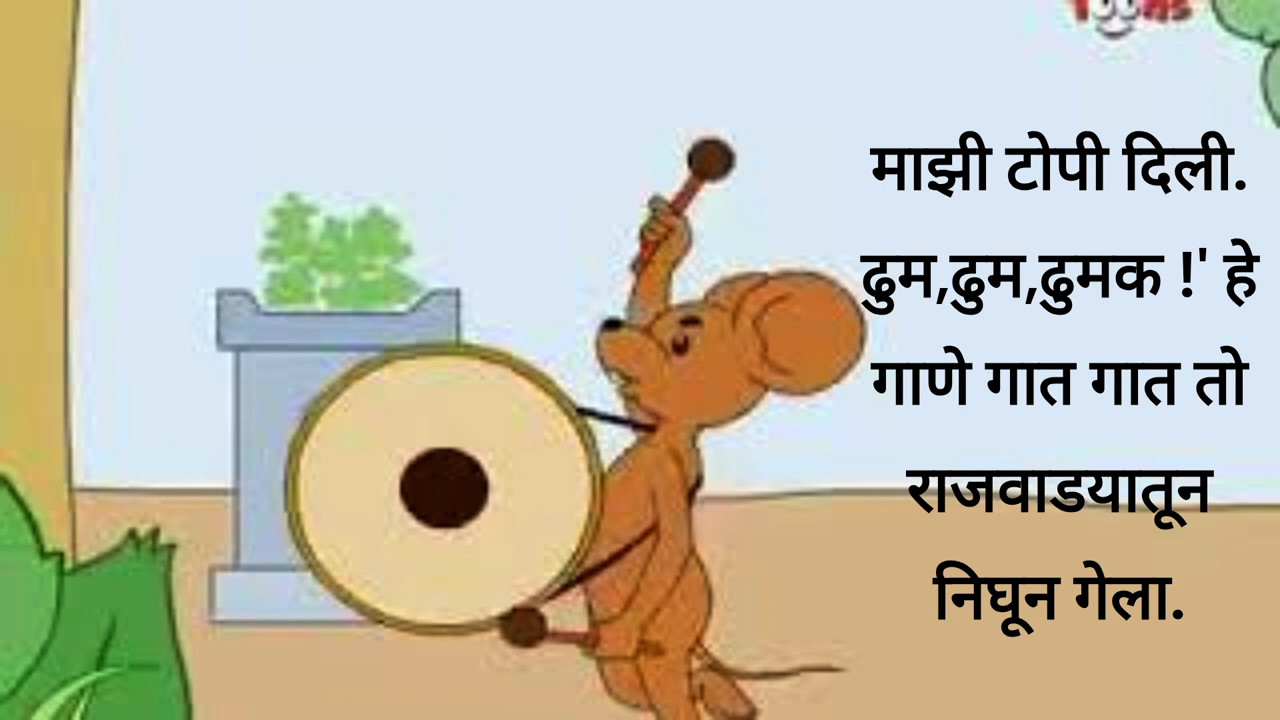 माझी टोपी दिली.
ढुम,ढुम,ढुमक !' हे
गाणे गात गात तो
राजवाडयातून
निघून गेला.